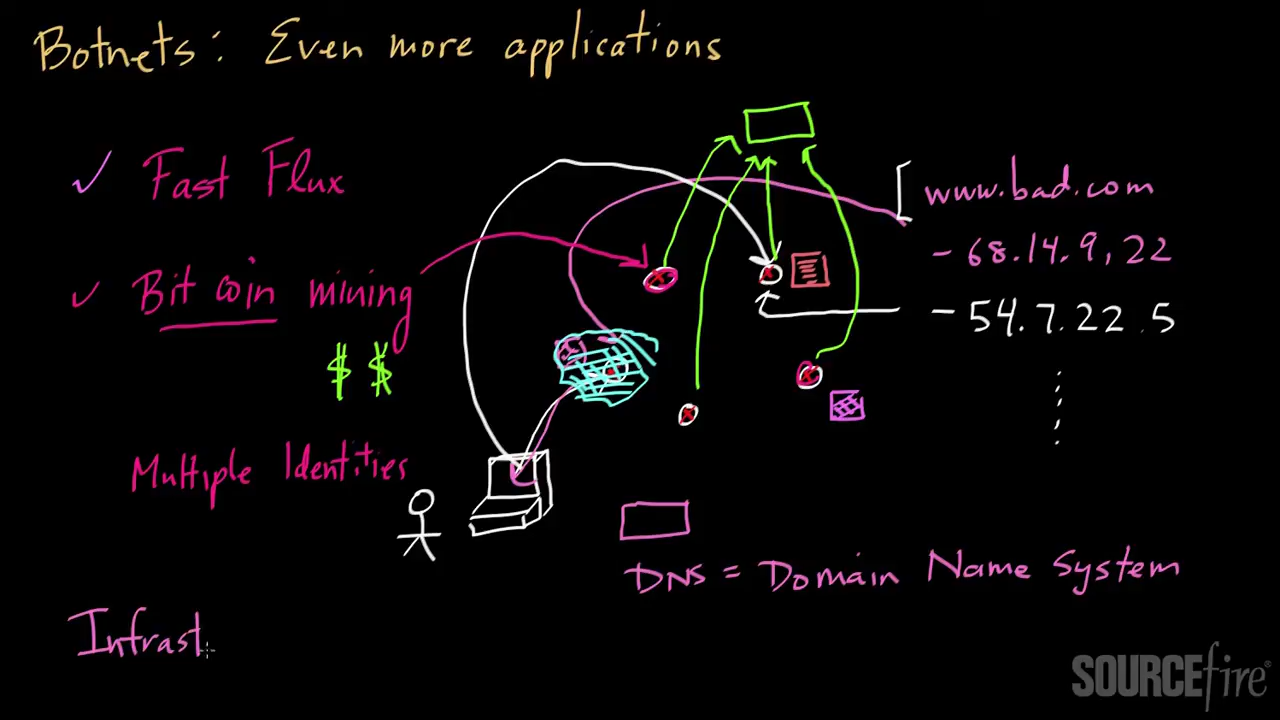 Botnets: Even more applications
✓ Fast Flux
✓ Bit coin mining
$ $
Multiple Identities
www.bad.com
- 68.14.9,22
- 54.7.22.5
DNS = Domain Name System
Infrast
SOURCEfire®